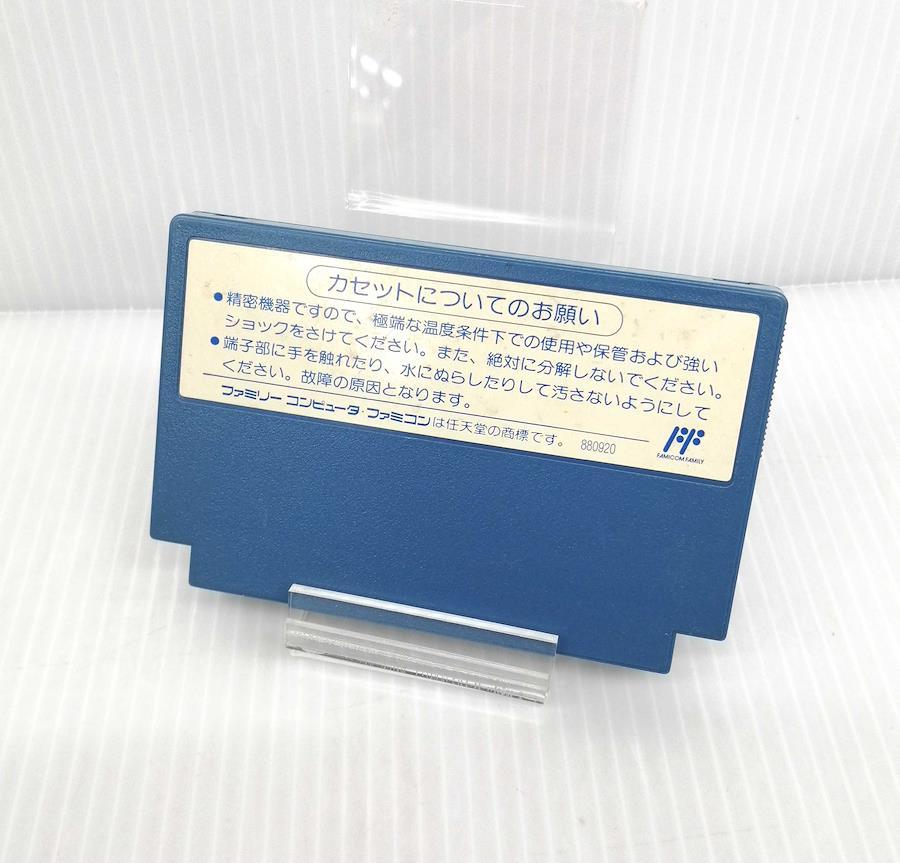 カセットについてのお願い
●精密機器ですので、極端な温度条件下での使用や保管および強い
ショックをさけてください。また、絶対に分解しないでください。
●端子部に手を触れたり、水にぬらしたりして汚さないようにして
ください。故障の原因となります。
ファミリー コンピュータ・ファミコンは任天堂の商標です。 880920
FAMICOM FAMILY